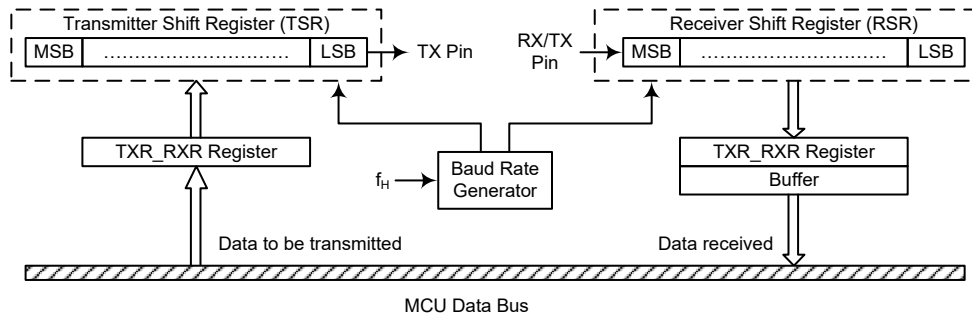 Transmitter Shift Register (TSR)
MSB ………………………… LSB
TX Pin
RX/TX
Pin
Receiver Shift Register (RSR)
MSB ………………………… LSB
TXR_RXR Register
fH
Baud Rate
Generator
TXR_RXR Register
Buffer
Data to be transmitted
Data received
MCU Data Bus